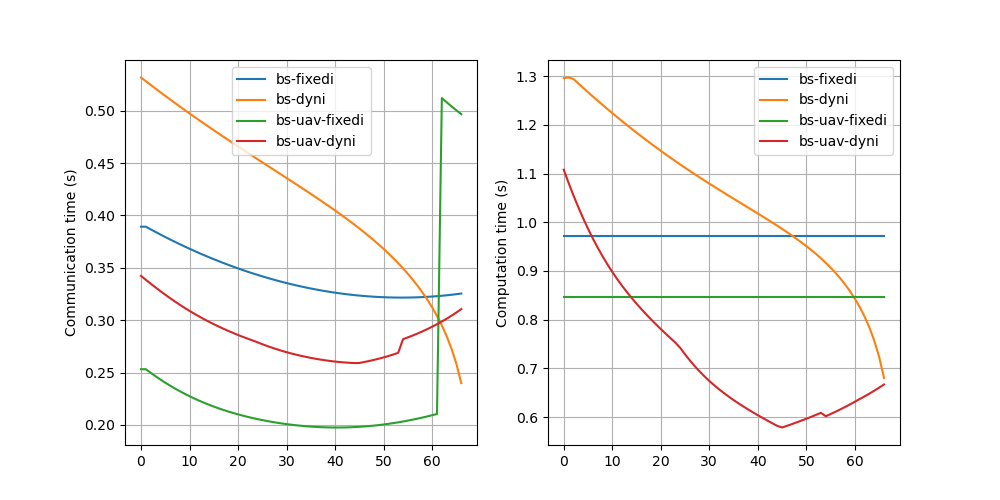 Communication time (s)
0.50
0.45
0.40
0.35
0.30
0.25
0.20
0 10 20 30 40 50 60
bs-fixedi
bs-dyni
bs-uav-fixedi
bs-uav-dyni
Computation time (s)
1.3
1.2
1.1
1.0
0.9
0.8
0.7
0.6
0 10 20 30 40 50 60
bs-fixedi
bs-dyni
bs-uav-fixedi
bs-uav-dyni